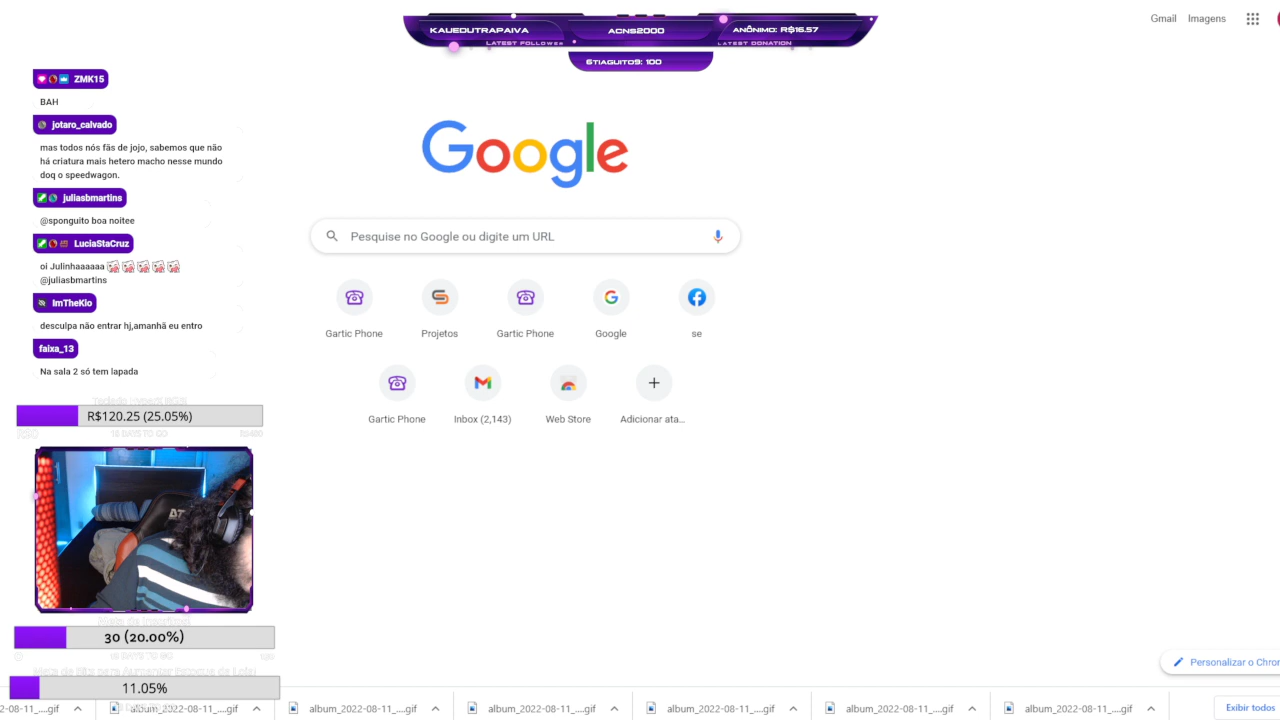 KAUEDUTRAPAIVA
LATEST FOLLOWER
ACNS2000
ANÔNIMO: R$16.57
LATEST DONATION
6TIAGUITO9: 100
Gmail Imagens
ZMK15
BAH
jotaro_calvado
mas todos nós fãs de jojo, sabemos que não
há criatura mais hetero macho nesse mundo
doq o speedwagon.
juliasbmartins
@sponguito boa noitee
LuciaStaCruz
oi Julinhaaaaaa
@juliasbmartins
ImTheKlo
desculpa não entrar hj,amanhã eu entro
faixa_13
Na sala 2 só tem lapada
R$120.25 (25.05%)
DT
30 (20.00%)
11.05%
Google
Pesquise no Google ou digite um URL
Gartic Phone
Projetos
Gartic Phone
Google
se
Gartic Phone
Inbox (2,143)
Web Store
Adicionar ata...
Personalizar o Chror
2-08-11_....gif
album_2022-08-11_....gif
album_2022-08-11_....gif
album_2022-08-11_....gif
album_2022-08-11_....gif
album_2022-08-11_....gif
album_2022-08-11_....gif
Exibir todos